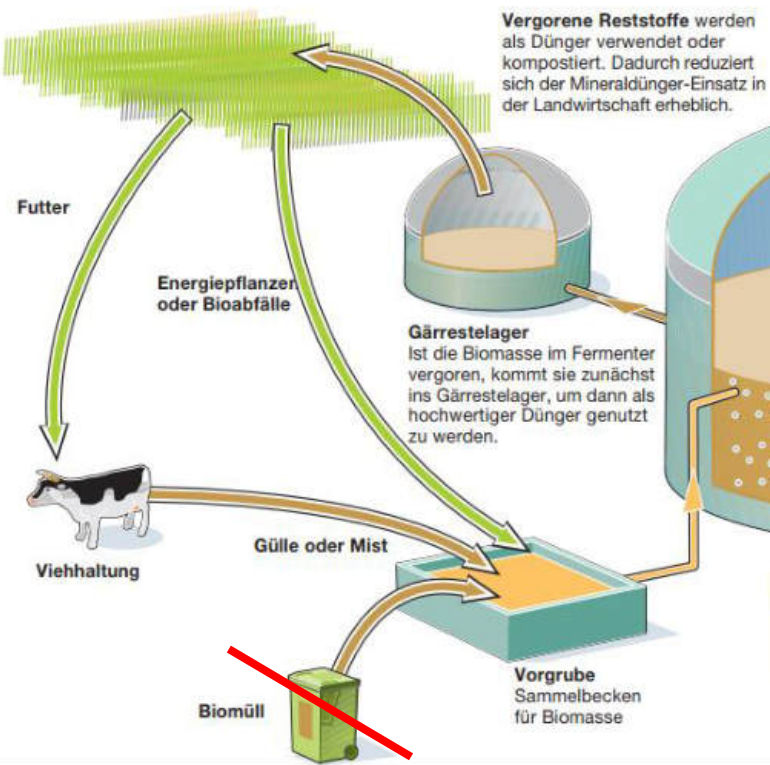 Vergorene Reststoffe werden
als Dünger verwendet oder
kompostiert. Dadurch reduziert
sich der Mineraldünger-Einsatz in
der Landwirtschaft erheblich.
Futter
Energiepflanzen
oder Bioabfälle
Gärrestelager
Ist die Biomasse im Fermenter
vergoren, kommt sie zunächst
ins Gärrestelager, um dann als
hochwertiger Dünger genutzt
zu werden.
Viehhaltung
Gülle oder Mist
Biomüll
Vorgrube
Sammelbecken
für Biomasse